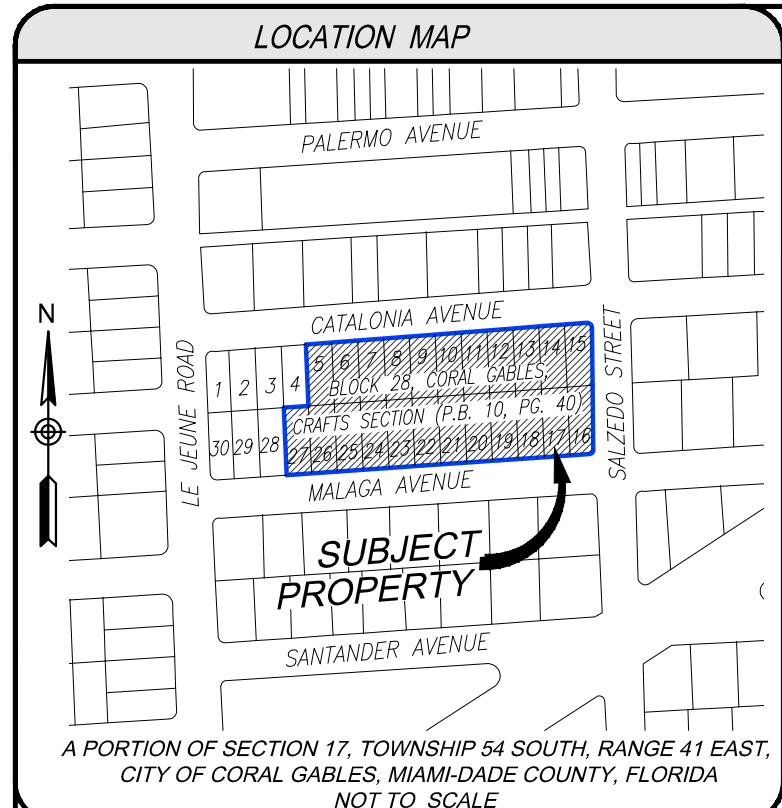 LOCATION MAP
PALERMO AVENUE
N
CATALONIA AVENUE
LE JEUNE ROAD
SALZEDO STREET
1 2 3 4 5 6 7 8 9 10 11 12 13 14 15
BLOCK 28, CORAL GABLES,
CRAFTS SECTION (P.B. 10, PG. 40)
30 29 28 27 26 25 24 23 22 21 20 19 18 17 16
MALAGA AVENUE
SUBJECT
PROPERTY
SANTANDER AVENUE
A PORTION OF SECTION 17, TOWNSHIP 54 SOUTH, RANGE 41 EAST,
CITY OF CORAL GABLES, MIAMI-DADE COUNTY, FLORIDA
NOT TO SCALE